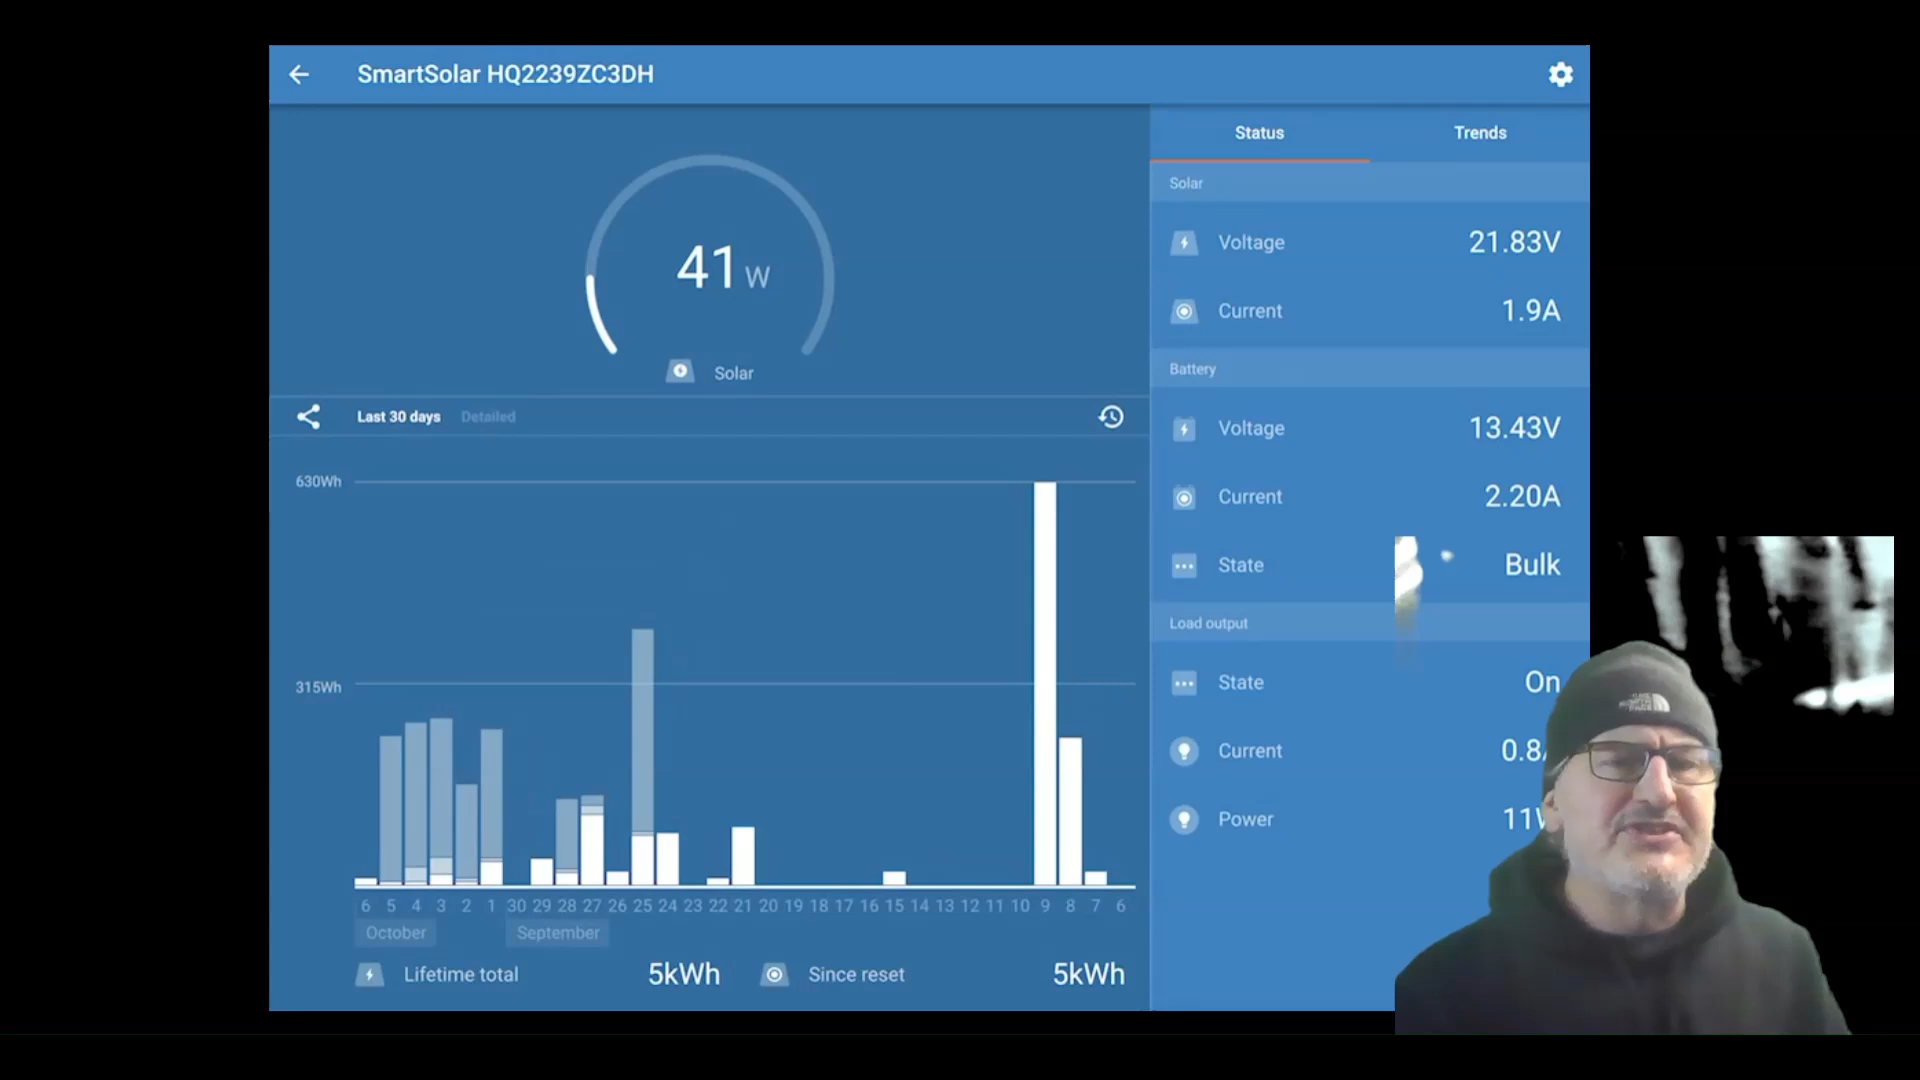 SmartSolar HQ2239ZC3DH
41 W
Solar
Last 30 days Detailed
630Wh
315Wh
6 5 4 3 2 1 30 29 28 27 26 25 24 23 22 21 20 19 18 17 16 15 14 13 12 11 10 9 8 7 6
October September
Lifetime total 5kWh Since reset 5kWh
Status Trends
Solar
Voltage 21.83V
Current 1.9A
Battery
Voltage 13.43V
Current 2.20A
State Bulk
Load output
State On
Current 0.8
Power 11